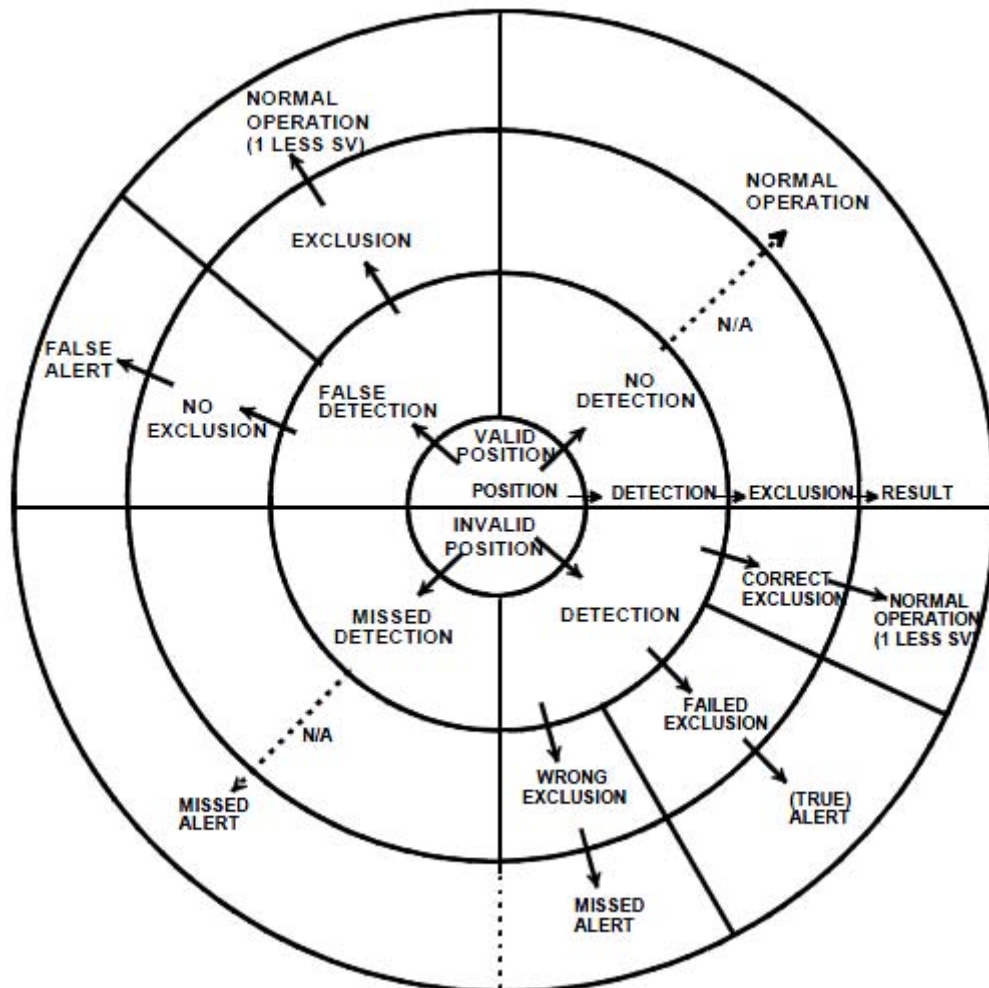 NORMAL
OPERATION
(1 LESS SV)
NORMAL
OPERATION
EXCLUSION
N/A
FALSE
ALERT
NO
EXCLUSION
FALSE
DETECTION
NO
DETECTION
VALID
POSITION
POSITION
DETECTION
EXCLUSION
RESULT
INVALID
POSITION
MISSED
DETECTION
DETECTION
CORRECT
EXCLUSION
NORMAL
OPERATION
(1 LESS SV)
FAILED
EXCLUSION
N/A
WRONG
EXCLUSION
MISSED
ALERT
(TRUE)
ALERT
MISSED
ALERT